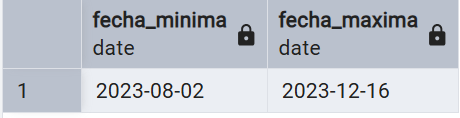 fecha_minima fecha_maxima
date date
1 2023-08-02 2023-12-16